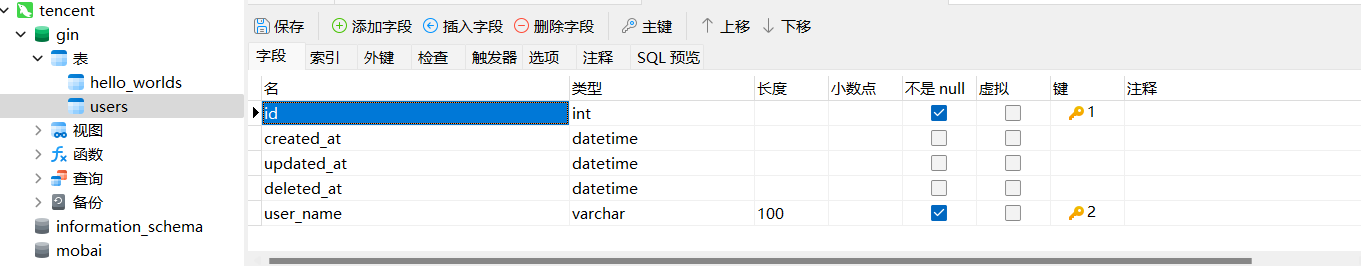 tencent
gin
表
hello_worlds
users
视图
函数
查询
备份
information_schema
mobai
保存 添加字段 插入字段 删除字段 主键 上移 下移
字段 索引 外键 检查 触发器 选项 注释 SQL 预览
名 类型 长度 小数点 不是 null 虚拟 键 注释
id int 1
created_at datetime
updated_at datetime
deleted_at datetime
user_name varchar 100 2